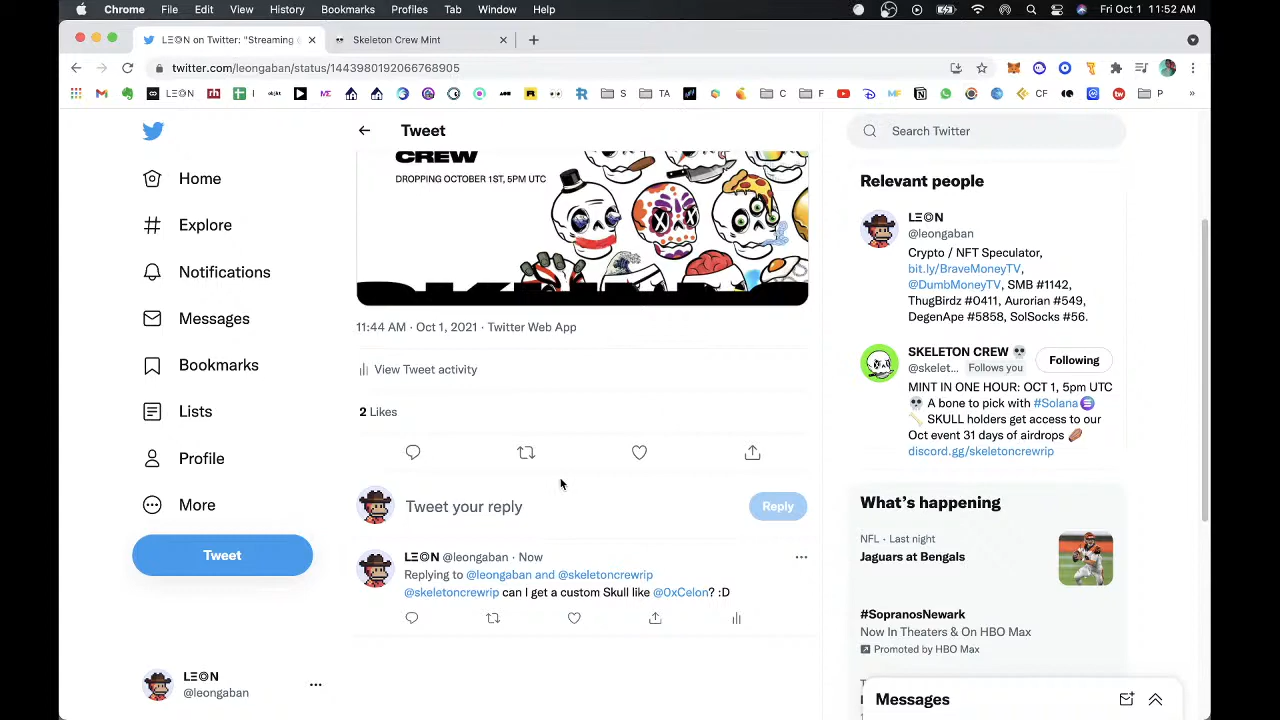 Chrome File Edit View History Bookmarks Profiles Tab Window Help Fri Oct 1 11:52 AM
LΞ◎N on Twitter: "Streaming
Skeleton Crew Mint
twitter.com/leongaban/status/1443980192066768905
LΞ◎N
S
TA
C
F
CF
P
»
Tweet
Search Twitter
Home
Explore
Notifications
Messages
Bookmarks
Lists
Profile
More
Tweet
LΞ◎N
@leongaban
CREW
DROPPING OCTOBER 1ST, 5PM UTC
11:44 AM · Oct 1, 2021 · Twitter Web App
View Tweet activity
2 Likes
Tweet your reply
Reply
LΞ◎N @leongaban · Now
Replying to @leongaban and @skeletoncrewrip
@skeletoncrewrip can I get a custom Skull like @0xCelon? :D
Relevant people
LΞ◎N
@leongaban
Crypto / NFT Speculator,
bit.ly/BraveMoneyTV,
@DumbMoneyTV, SMB #1142,
ThugBirdz #0411, Aurorian #549,
DegenApe #5858, SolSocks #56.
SKELETON CREW 💀
@skelet... Follows you
Following
MINT IN ONE HOUR: OCT 1, 5pm UTC
💀 A bone to pick with #Solana
🦴 SKULL holders get access to our
Oct event 31 days of airdrops ⚰️
discord.gg/skeletoncrewrip
What's happening
NFL · Last night
Jaguars at Bengals
#SopranosNewark
Now In Theaters & On HBO Max
Promoted by HBO Max
Messages